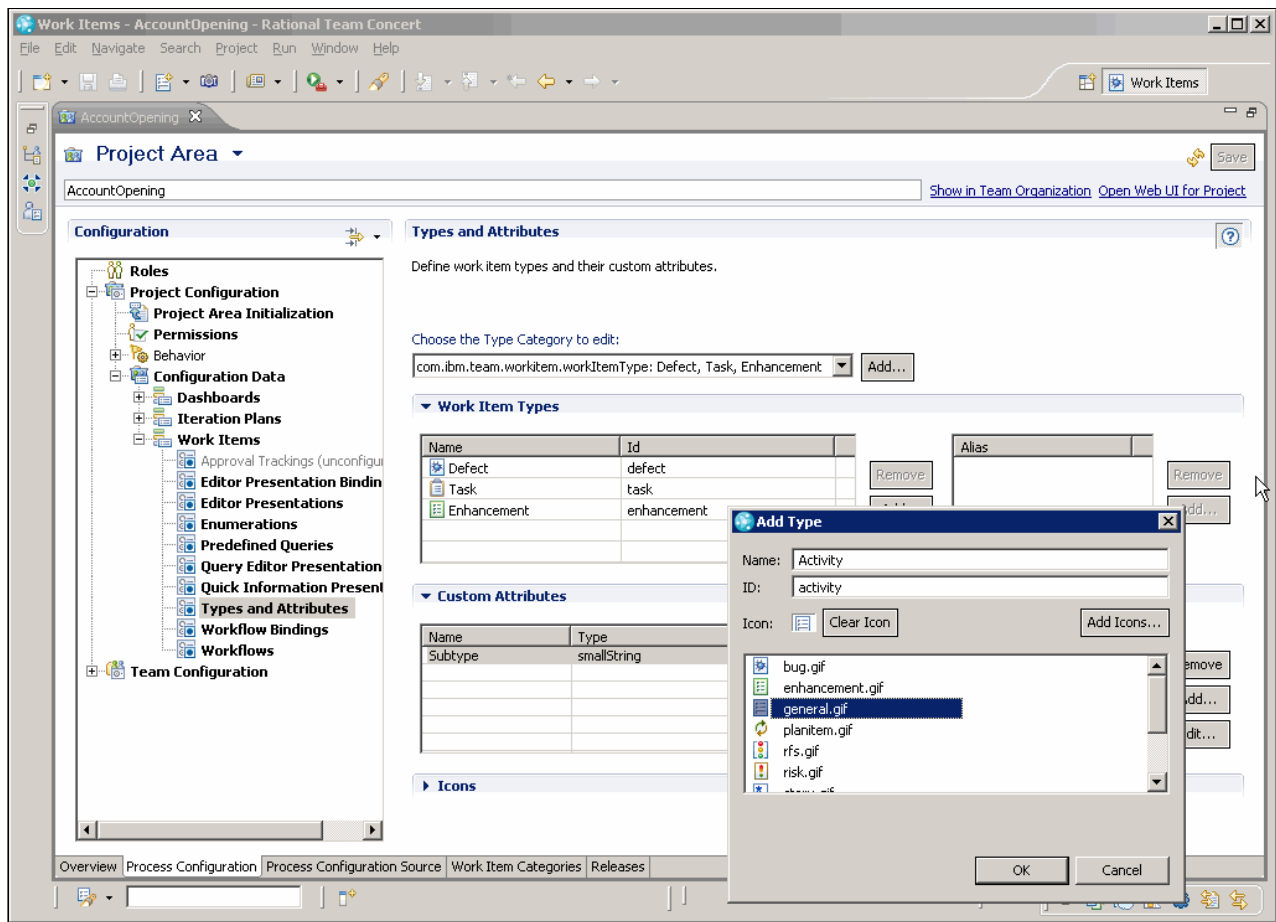 Work Items - AccountOpening - Rational Team Concert
File Edit Navigate Search Project Run Window Help
Work Items
AccountOpening
Project Area
Save
AccountOpening
Show in Team Organization Open Web UI for Project
Configuration
Roles
Project Configuration
Project Area Initialization
Permissions
Behavior
Configuration Data
Dashboards
Iteration Plans
Work Items
Approval Trackings (unconfigu
Editor Presentation Bindin
Editor Presentations
Enumerations
Predefined Queries
Query Editor Presentation
Quick Information Present
Types and Attributes
Workflow Bindings
Workflows
Team Configuration
Types and Attributes
Define work item types and their custom attributes.
Choose the Type Category to edit:
com.ibm.team.workitem.workItemType: Defect, Task, Enhancement Add...
Work Item Types
Name Id
Defect defect
Task task
Enhancement enhancement
Remove
Alias
Remove
dd...
Custom Attributes
Name Type
Subtype smallString
emove
dd...
dit...
Icons
Add Type
Name: Activity
ID: activity
Icon: Clear Icon Add Icons...
bug.gif
enhancement.gif
general.gif
planitem.gif
rfs.gif
risk.gif
OK Cancel
Overview Process Configuration Process Configuration Source Work Item Categories Releases